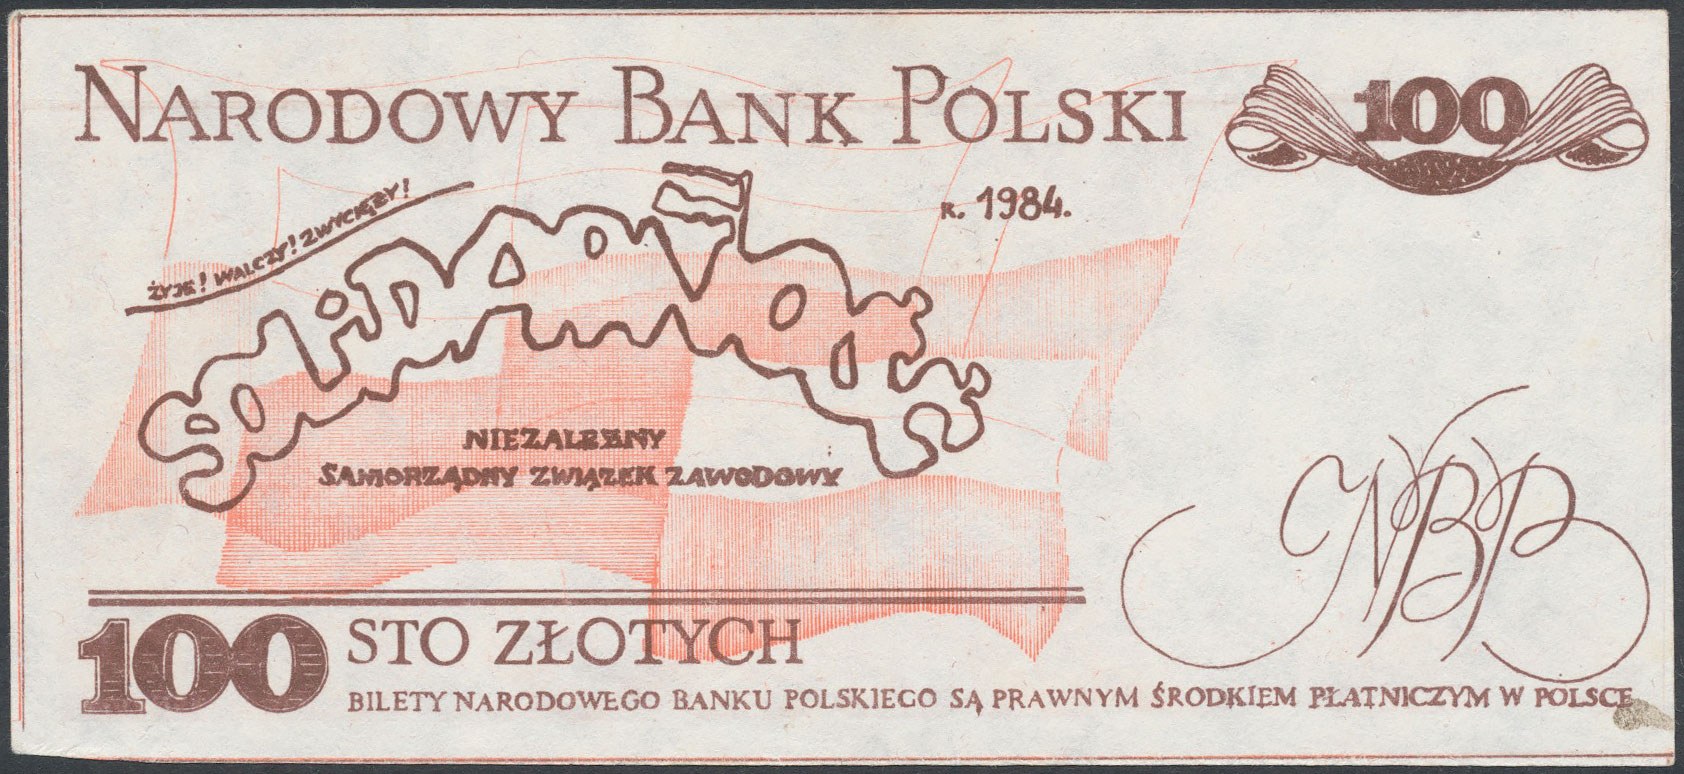 NARODOWY BANK POLSKI
100
ŻYJE! WALCZY! ZWYCIĘŻY!
R. 1984.
SOLIDARNOŚĆ
NIEZALEŻNY
SAMORZĄDNY ZWIĄZEK ZAWODOWY
NBP
100 STO ZŁOTYCH
BILETY NARODOWEGO BANKU POLSKIEGO SĄ PRAWNYM ŚRODKIEM PŁATNICZYM W POLSCE